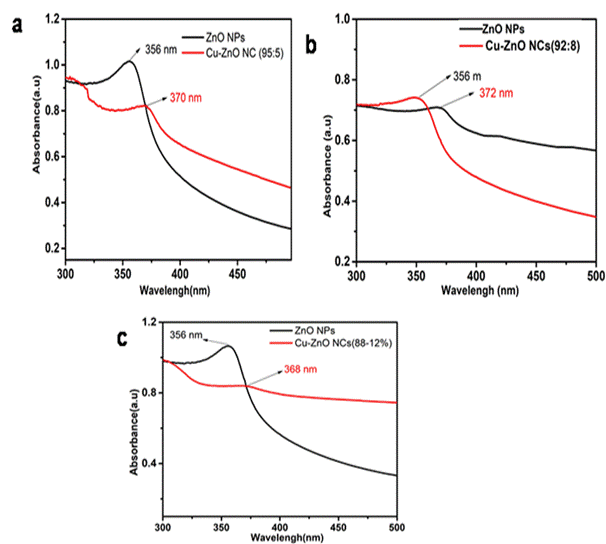 a
ZnO NPs
Cu-ZnO NC (95:5)
356 nm
370 nm
Absorbance(a.u)
1.2
1.0
0.8
0.6
0.4
0.2
300
350
400
450
Wavelengh(nm)
b
ZnO NPs
Cu-ZnO NCs(92:8)
356 m
372 nm
Absorbance (a.u)
1.0
0.8
0.6
0.4
0.2
300
350
400
450
500
Wavelengh(nm)
c
ZnO NPs
Cu-ZnO NCs(88-12%)
356 nm
368 nm
Absorbance(a.u)
1.2
0.8
0.4
300
350
400
450
500
Wavelengh(nm)